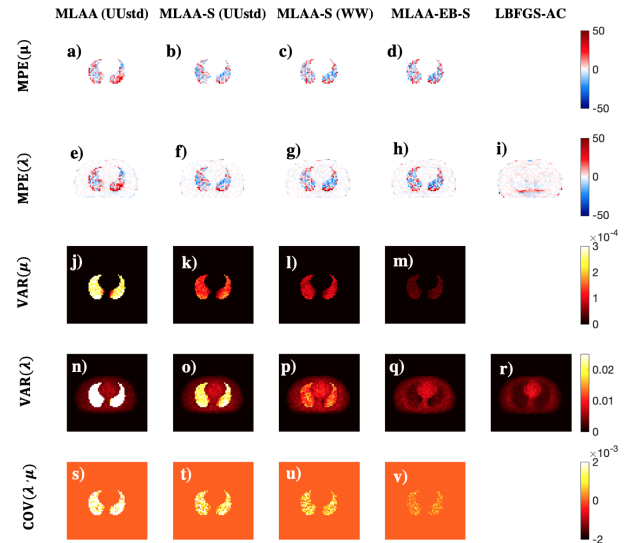 MLAA (UUstd) MLAA-S (UUstd) MLAA-S (WW) MLAA-EB-S LBFGS-AC
MPE(μ) a) b) c) d) 50 0 -50
MPE(λ) e) f) g) h) i) 50 0 -50
VAR(μ) j) k) l) m) ×10⁻⁴ 3 2 1 0
VAR(λ) n) o) p) q) r) 0.02 0.01 0
COV(λ·μ) s) t) u) v) ×10⁻³ 2 0 -2